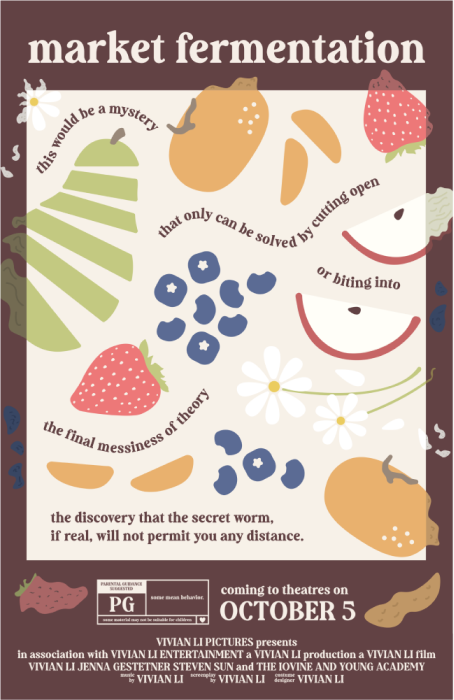 market fermentation
this would be a mystery
that only can be solved by cutting open
or biting into
the final messiness of theory
the discovery that the secret worm,
if real, will not permit you any distance.
PARENTAL GUIDANCE SUGGESTED
PG
some mean behavior.
some material may not be suitable for children.
coming to theatres on
OCTOBER 5
VIVIAN LI PICTURES presents
in association with VIVIAN LI ENTERTAINMENT a VIVIAN LI production a VIVIAN LI film
VIVIAN LI JENNA GESTETNER STEVEN SUN and THE IOVINE AND YOUNG ACADEMY
music by VIVIAN LI screenplay by VIVIAN LI costume designer VIVIAN LI